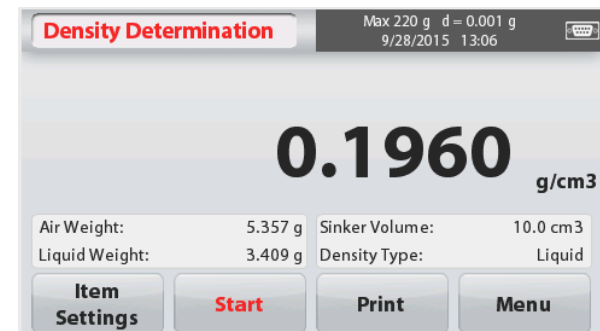 Density Determination
Max 220 g d = 0.001 g
9/28/2015 13:06
0.1960 g/cm3
Air Weight: 5.357 g Sinker Volume: 10.0 cm3
Liquid Weight: 3.409 g Density Type: Liquid
Item Settings Start Print Menu